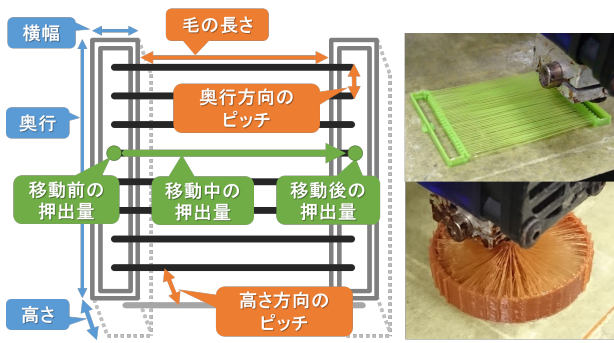 横幅
毛の長さ
奥行
奥行方向の
ピッチ
移動前の
押出量
移動中の
押出量
移動後の
押出量
高さ
高さ方向の
ピッチ